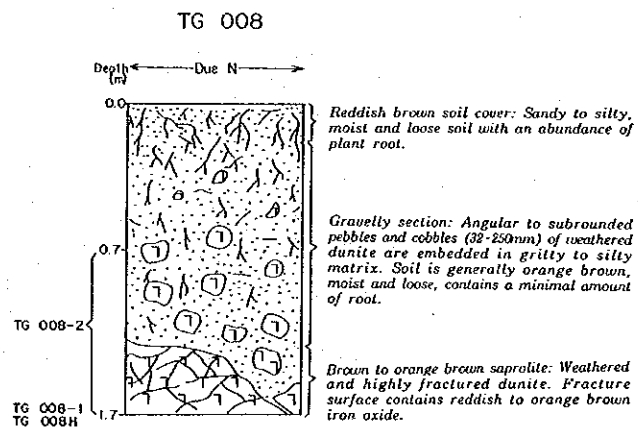 TG 008
Depth
(m)
Due N
0.0
Reddish brown soil cover: Sandy to silty,
moist and loose soil with an abundance of
plant root.
Gravelly section: Angular to subrounded
pebbles and cobbles (32-250mm) of weathered
dunite are embedded in gritty to silty
matrix. Soil is generally orange brown,
moist and loose, contains a minimal amount
of root.
0.7
TG 008-2
Brown to orange brown saprolite: Weathered
and highly fractured dunite. Fracture
surface contains reddish to orange brown
iron oxide.
TG 008-1
TG 008H
1.7